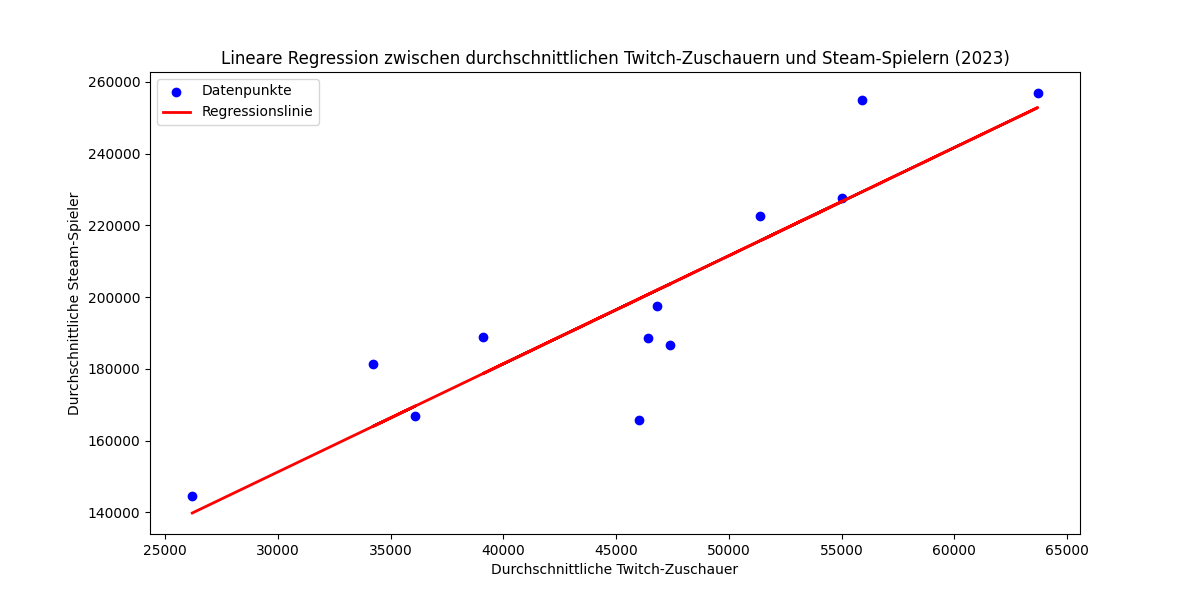 Lineare Regression zwischen durchschnittlichen Twitch-Zuschauern und Steam-Spielern (2023)
Datenpunkte
Regressionslinie
Durchschnittliche Steam-Spieler
260000
240000
220000
200000
180000
160000
140000
25000 30000 35000 40000 45000 50000 55000 60000 65000
Durchschnittliche Twitch-Zuschauer